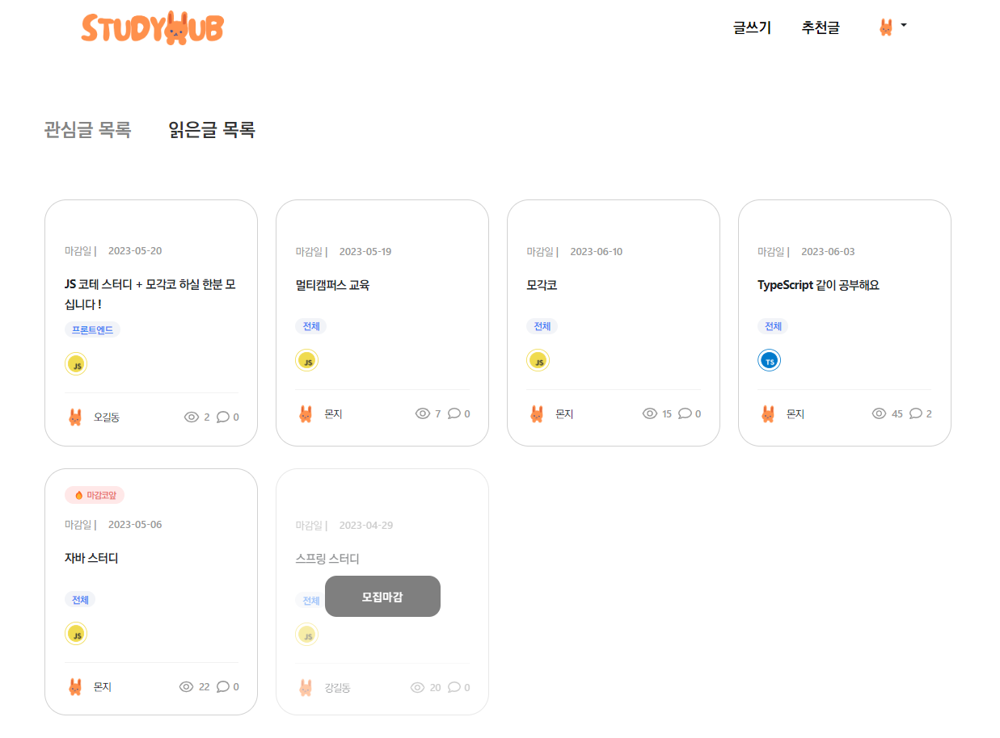 STUDYHUB
글쓰기 추천글
관심글 목록 읽은글 목록
마감일 | 2023-05-20
JS 코테 스터디 + 모각코 하실 한분 모
십니다 !
프론트엔드
JS
오길동 2 0
마감일 | 2023-05-19
멀티캠퍼스 교육
전체
JS
몬지 7 0
마감일 | 2023-06-10
모각코
전체
JS
몬지 15 0
마감일 | 2023-06-03
TypeScript 같이 공부해요
전체
TS
몬지 45 2
마감코앞
마감일 | 2023-05-06
자바 스터디
전체
JS
몬지 22 0
마감일 | 2023-04-29
스프링 스터디
전체
모집마감
JS
강길동 20 0